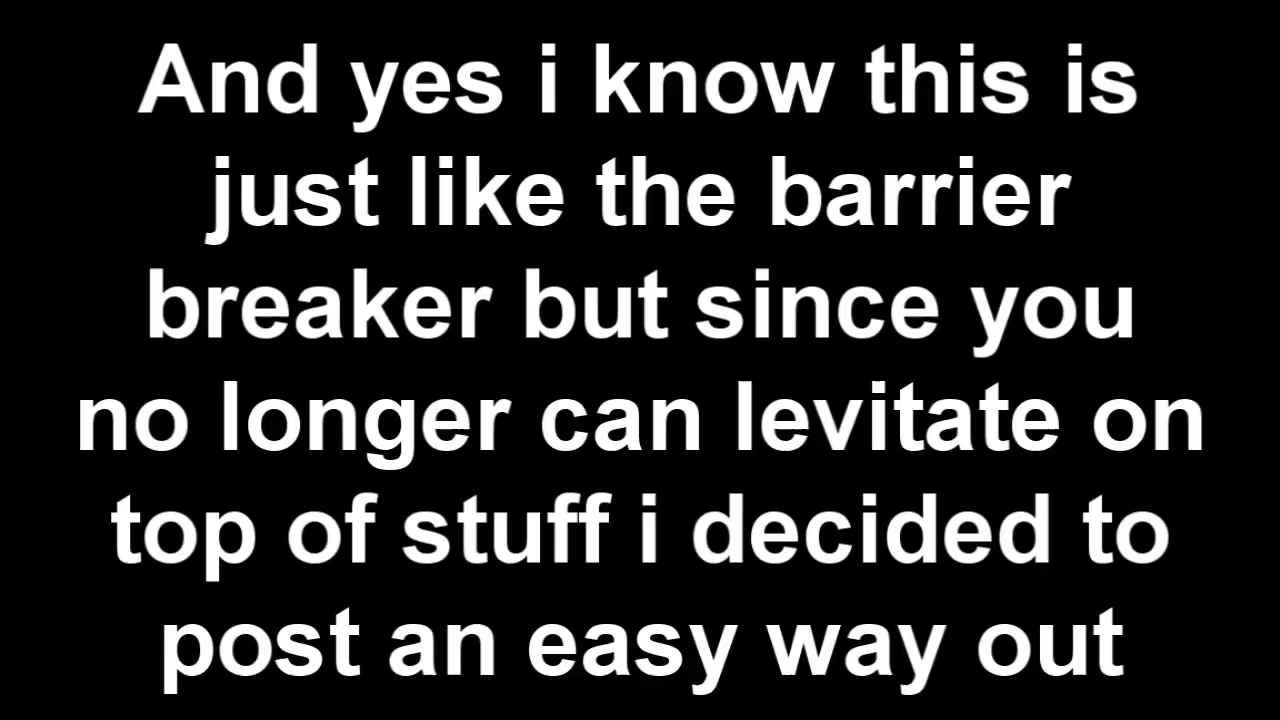 And yes i know this is
just like the barrier
breaker but since you
no longer can levitate on
top of stuff i decided to
post an easy way out